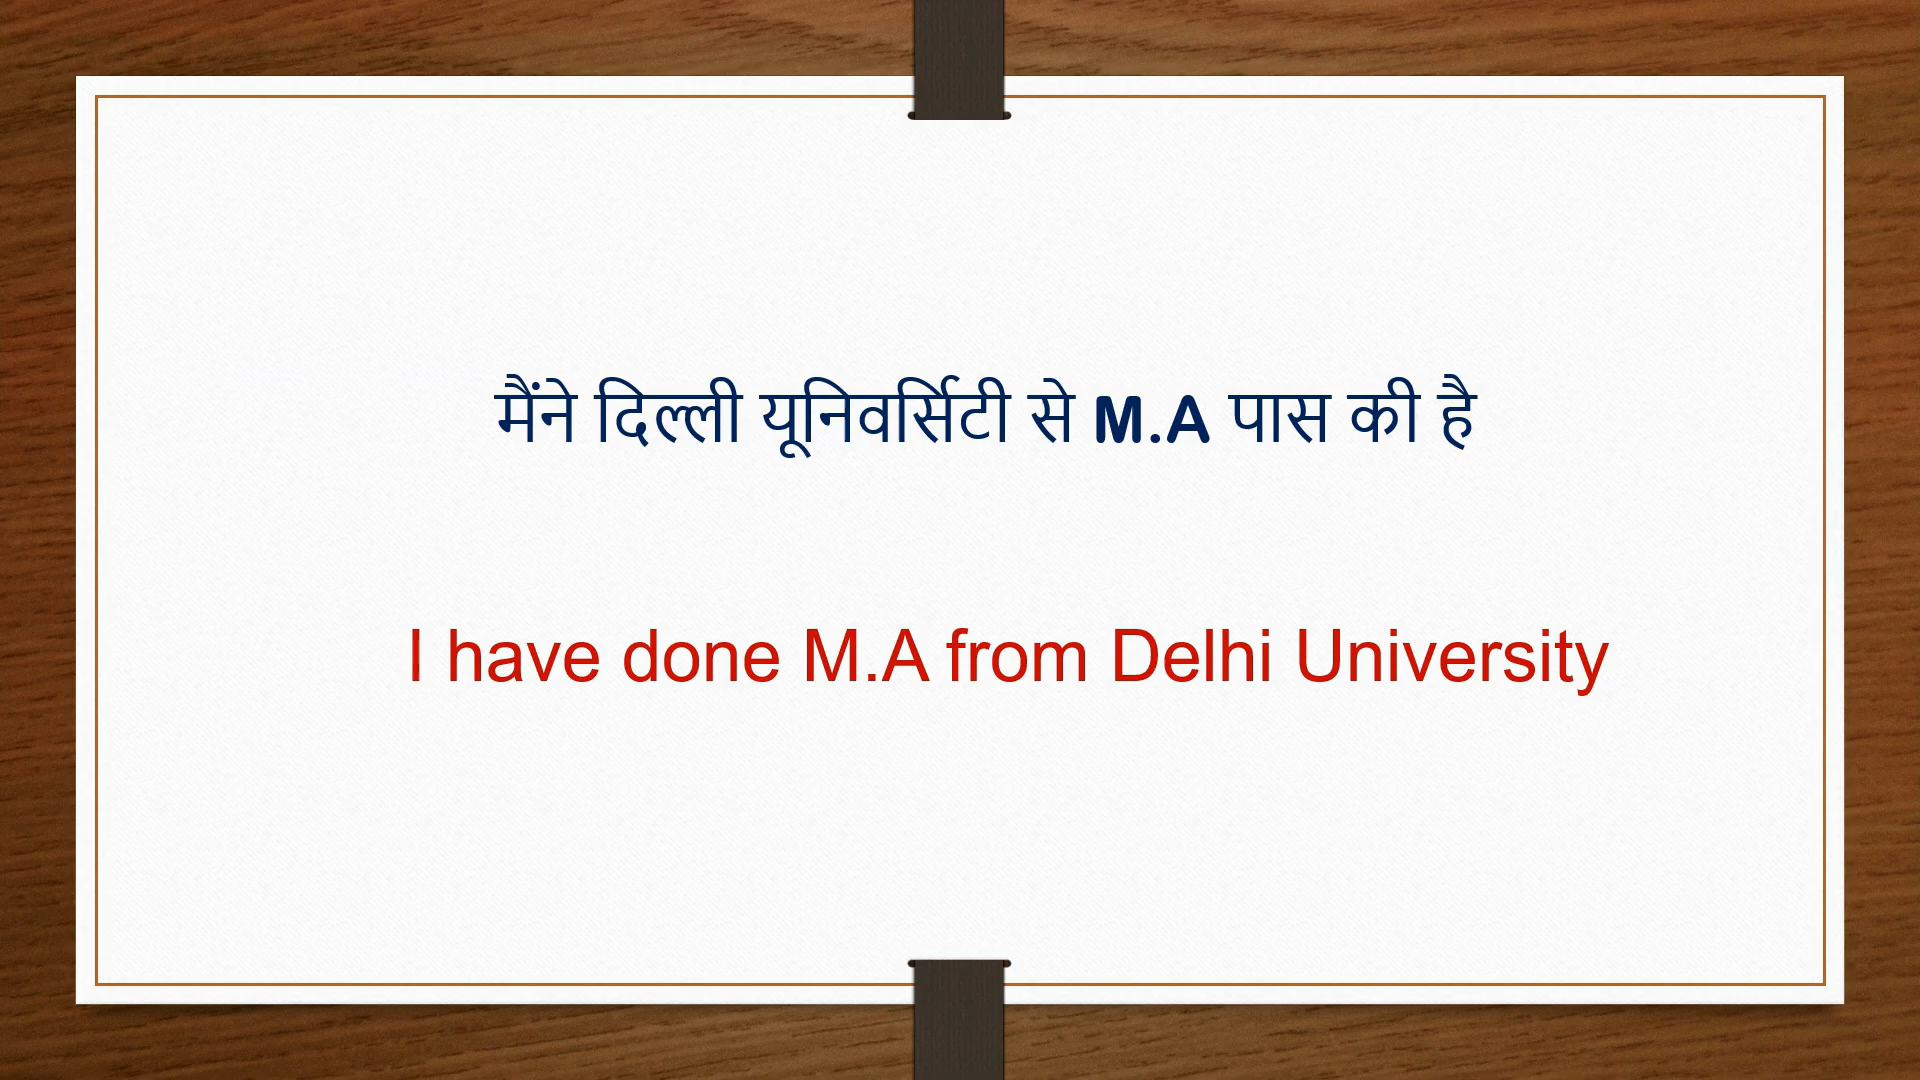 मैंने दिल्ली यूनिवर्सिटी से M.A पास की है
I have done M.A from Delhi University